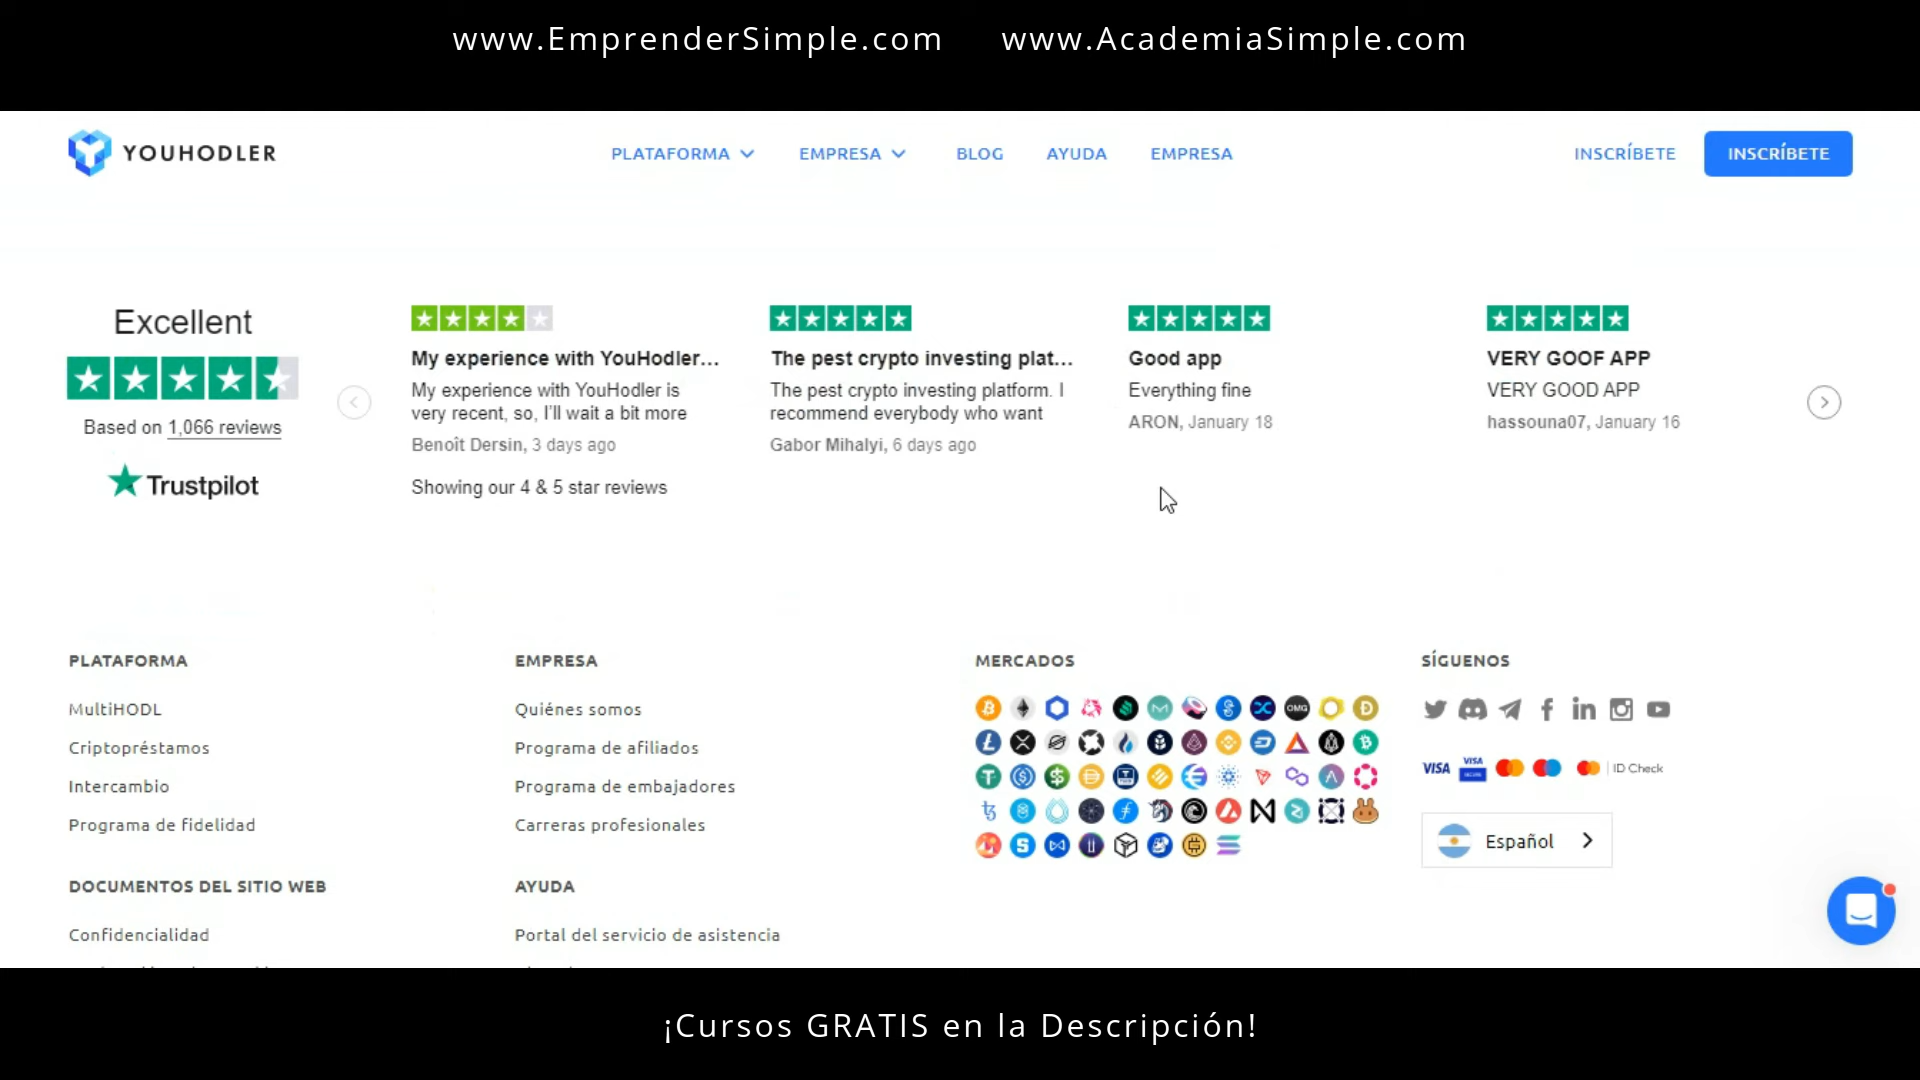 www.EmprenderSimple.com www.AcademiaSimple.com
YOUHODLER
PLATAFORMA EMPRESA BLOG AYUDA EMPRESA INSCRÍBETE INSCRÍBETE
Excellent
Based on 1,066 reviews
Trustpilot
My experience with YouHodler...
My experience with YouHodler is
very recent, so, I'll wait a bit more
Benoît Dersin, 3 days ago
Showing our 4 & 5 star reviews
The pest crypto investing plat...
The pest crypto investing platform. I
recommend everybody who want
Gabor Mihalyi, 6 days ago
Good app
Everything fine
ARON, January 18
VERY GOOF APP
VERY GOOD APP
hassouna07, January 16
PLATAFORMA
MultiHODL
Criptopréstamos
Intercambio
Programa de fidelidad
DOCUMENTOS DEL SITIO WEB
Confidencialidad
EMPRESA
Quiénes somos
Programa de afiliados
Programa de embajadores
Carreras profesionales
AYUDA
Portal del servicio de asistencia
MERCADOS
OMG
SÍGUENOS
VISA VISA ID Check
Español
¡Cursos GRATIS en la Descripción!